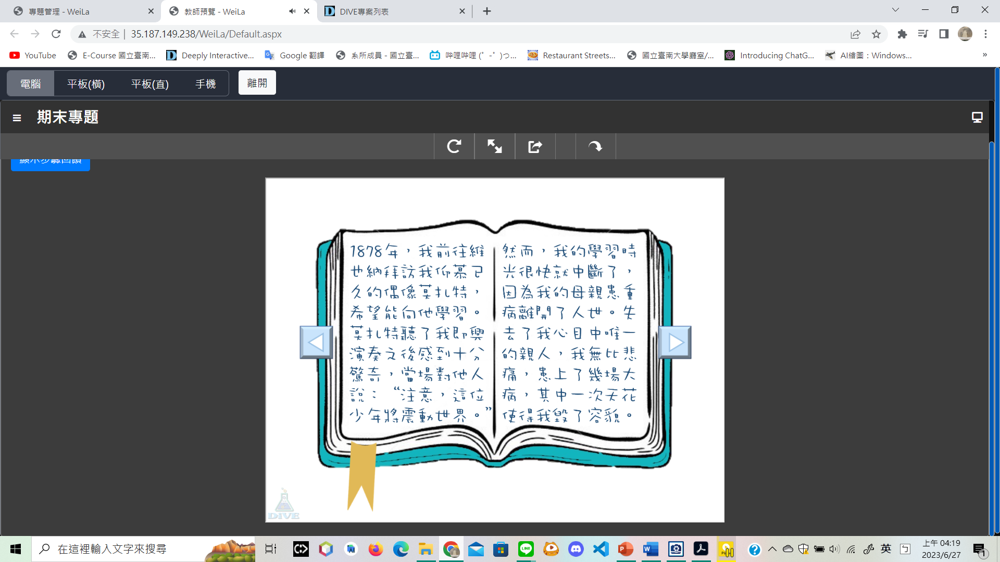 專題管理 - WeiLa
教師預覽 - WeiLa
DIVE專案列表
不安全 | 35.187.149.238/WeiLa/Default.aspx
YouTube
E-Course 國立臺南...
Deeply Interactive...
Google 翻譯
系所成員 - 國立臺...
嗶哩嗶哩 (゜-゜)つ...
Restaurant Streets...
國立臺南大學廳室/...
Introducing ChatG...
AI繪圖：Windows...
»
電腦
平板(橫)
平板(直)
手機
離開
期末專題
顯示步驟回饋
1878年，我前往維
也納拜訪我仰慕已
久的偶像莫扎特，
希望能向他學習。
莫扎特聽了我即興
演奏之後感到十分
驚奇，當場對他人
說：“注意，這位
少年將震動世界。”
然而，我的學習時
光很快就中斷了，
因為我的母親患重
病離開了人世。失
去了我心目中唯一
的親人，我無比悲
痛，患上了幾場大
病，其中一次天花
使得我毀了容貌。
DIVE
在這裡輸入文字來搜尋
英
上午 04:19
2023/6/27
1